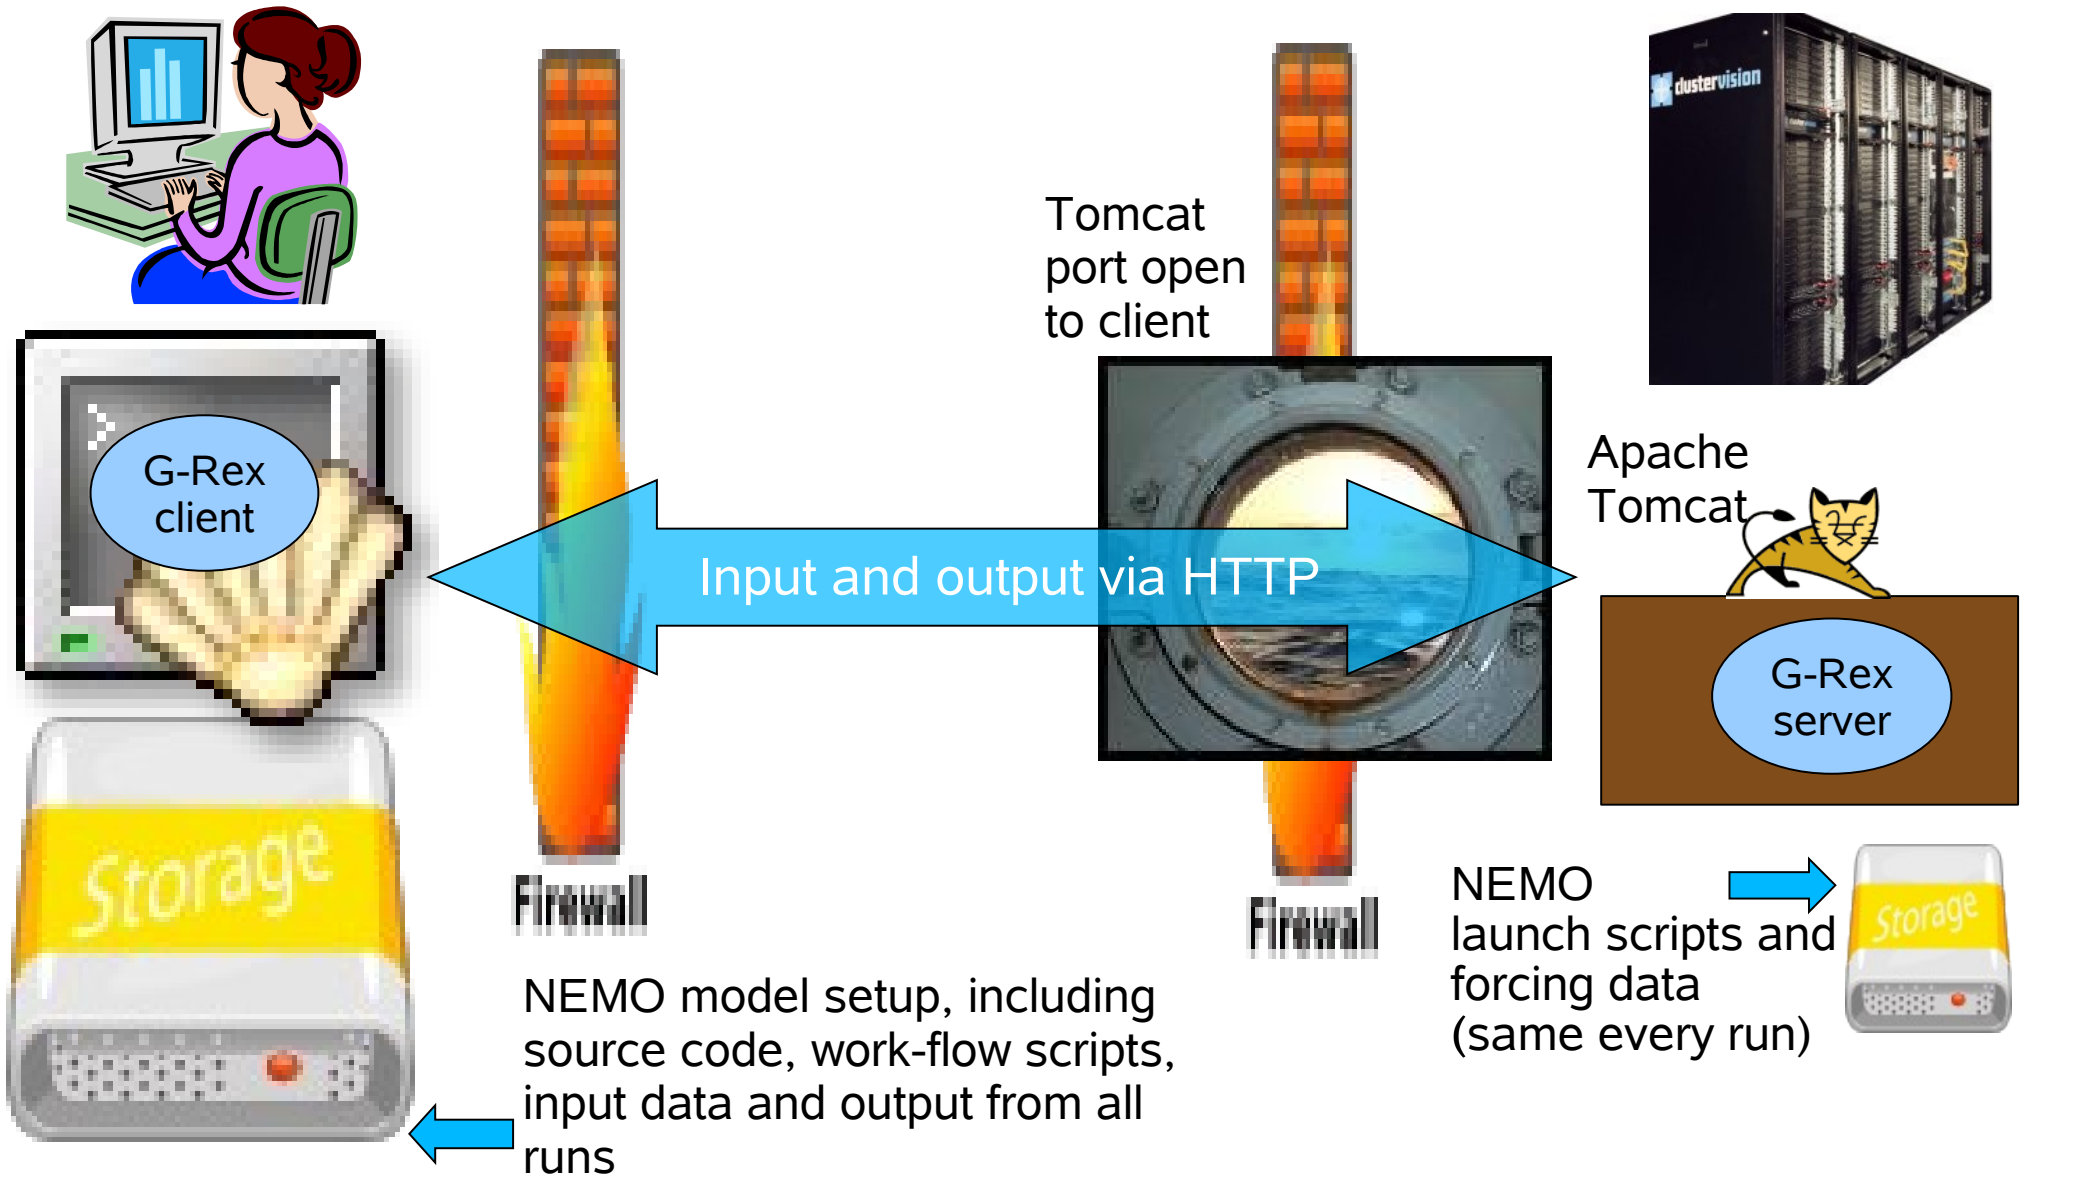 clustervision
Tomcat
port open
to client
G-Rex
client
Apache
Tomcat
Input and output via HTTP
G-Rex
server
Storage
Firewall
Firewall
NEMO
launch scripts and
forcing data
(same every run)
Storage
NEMO model setup, including
source code, work-flow scripts,
input data and output from all
runs